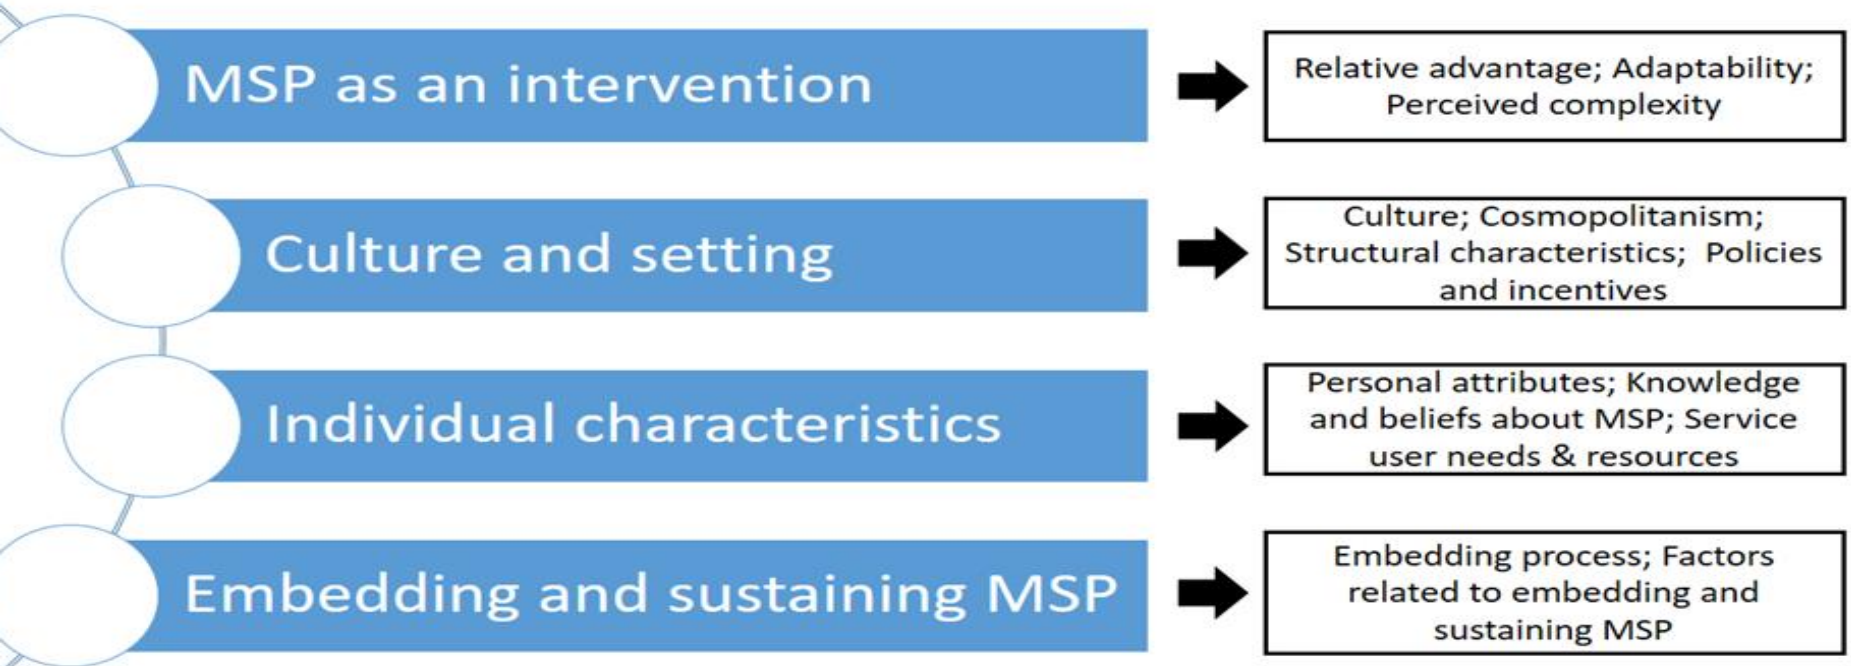 MSP as an intervention
Relative advantage; Adaptability;
Perceived complexity
Culture and setting
Culture; Cosmopolitanism;
Structural characteristics;  Policies
and incentives
Individual characteristics
Personal attributes; Knowledge
and beliefs about MSP; Service
user needs & resources
Embedding and sustaining MSP
Embedding process; Factors
related to embedding and
sustaining MSP